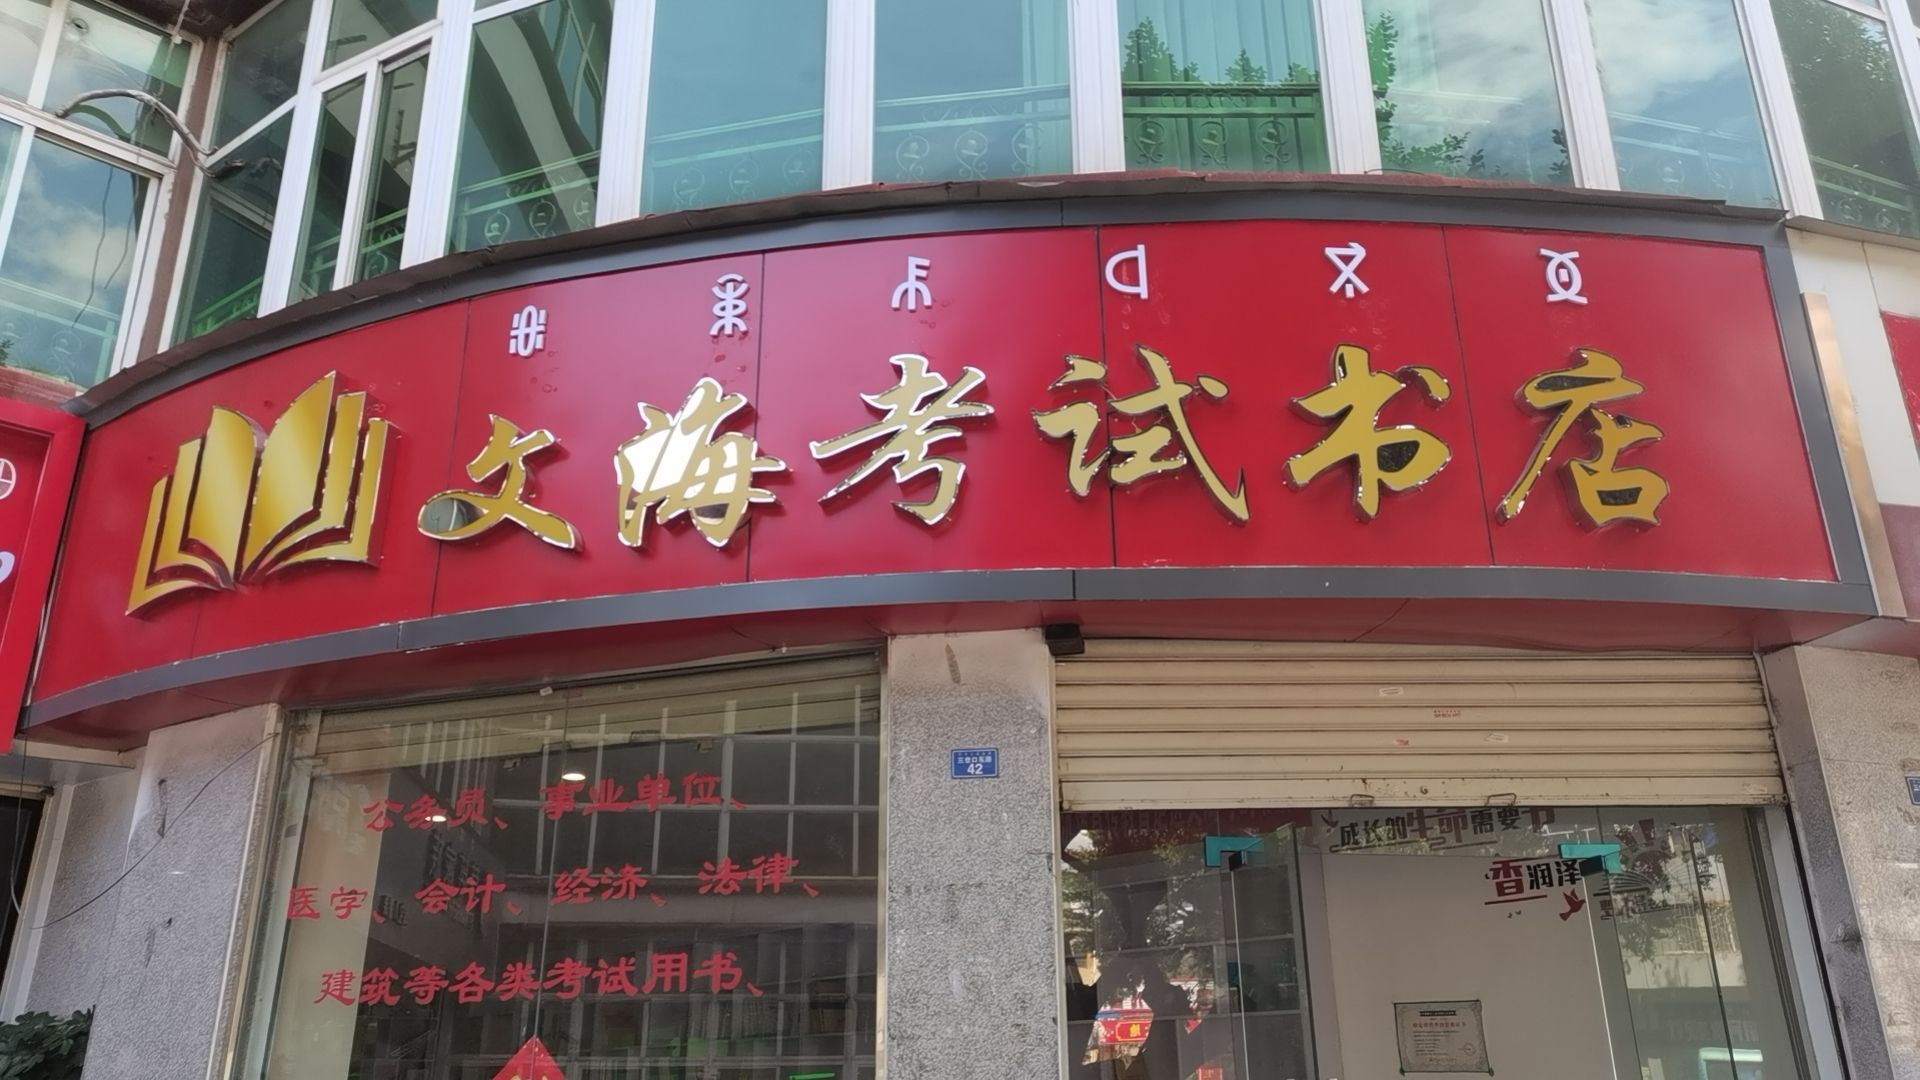 文海考试书店
公务员、事业单位、
医学、会计、经济、法律、
建筑等各类考试用书、
42
成长的生命需要书
香润泽